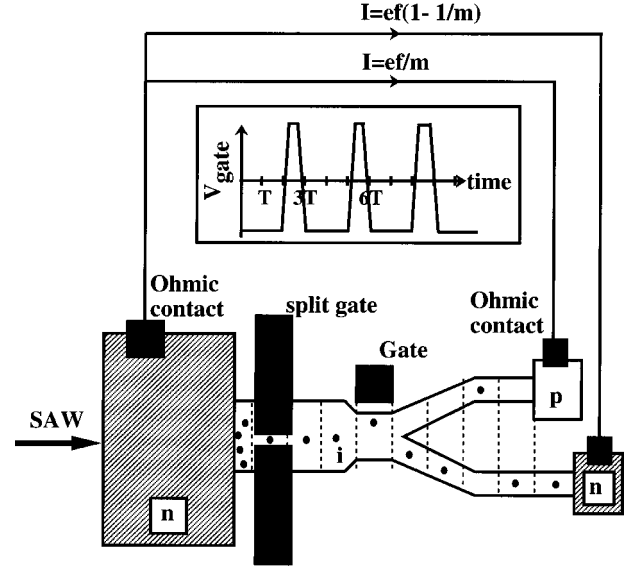 I=ef(1- 1/m)
I=ef/m
V gate
T 3T 6T
time
Ohmic
contact
split gate
Gate
Ohmic
contact
SAW
i
p
n
n